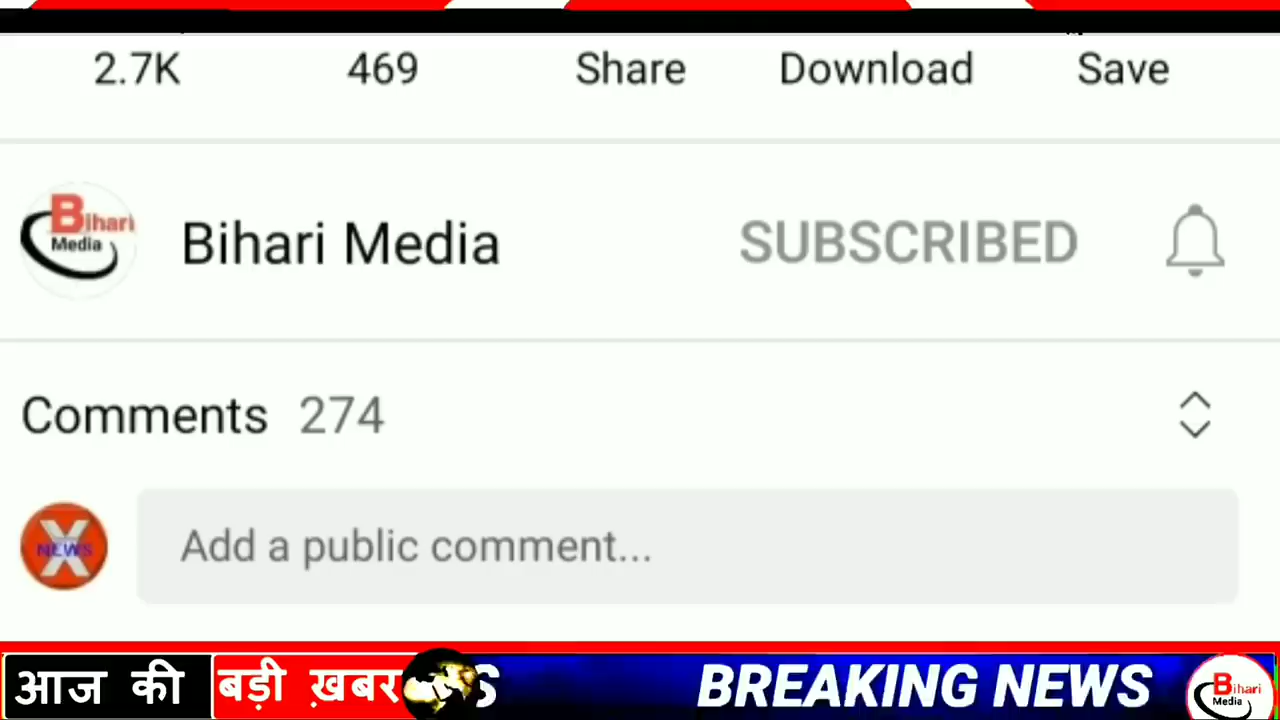 2.7K 469 Share Download Save
Bihari Media
Bihari Media SUBSCRIBED
Comments 274
X NEWS
Add a public comment...
आज की बड़ी ख़बर S BREAKING NEWS
Bihari Media